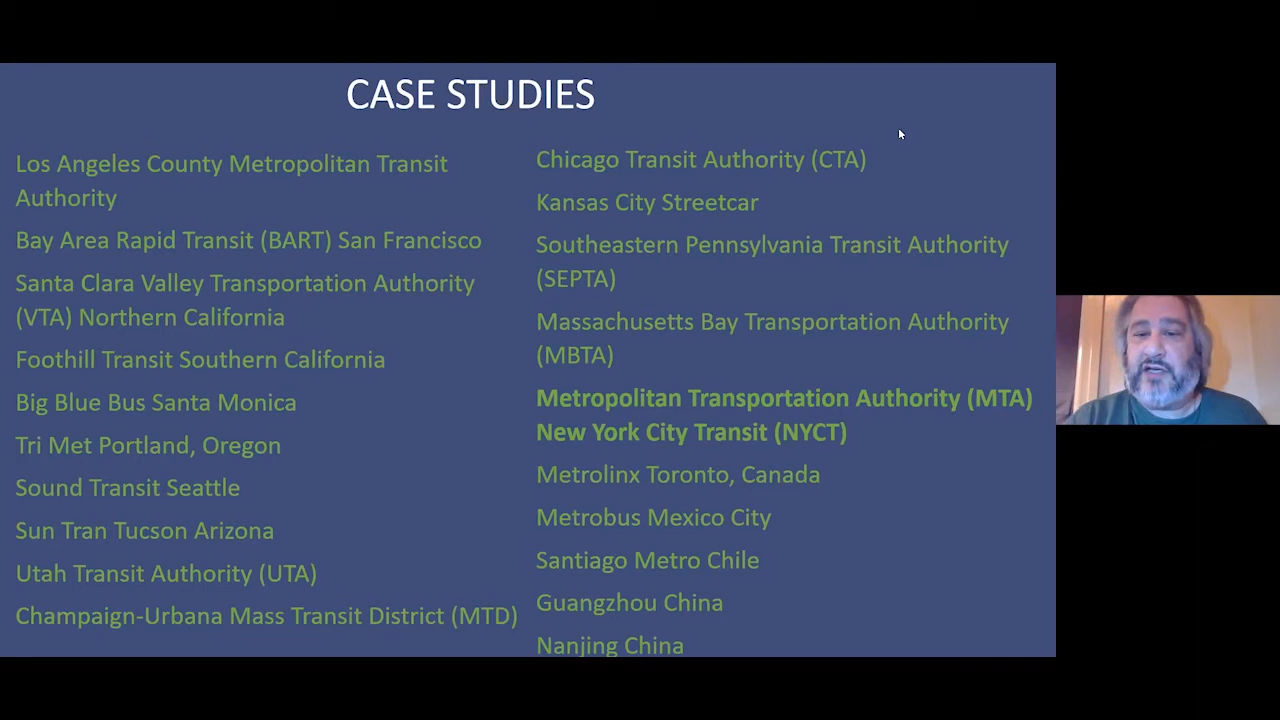 CASE STUDIES
Los Angeles County Metropolitan Transit
Authority
Bay Area Rapid Transit (BART) San Francisco
Santa Clara Valley Transportation Authority
(VTA) Northern California
Foothill Transit Southern California
Big Blue Bus Santa Monica
Tri Met Portland, Oregon
Sound Transit Seattle
Sun Tran Tucson Arizona
Utah Transit Authority (UTA)
Champaign-Urbana Mass Transit District (MTD)
Chicago Transit Authority (CTA)
Kansas City Streetcar
Southeastern Pennsylvania Transit Authority
(SEPTA)
Massachusetts Bay Transportation Authority
(MBTA)
Metropolitan Transportation Authority (MTA)
New York City Transit (NYCT)
Metrolinx Toronto, Canada
Metrobus Mexico City
Santiago Metro Chile
Guangzhou China
Nanjing China